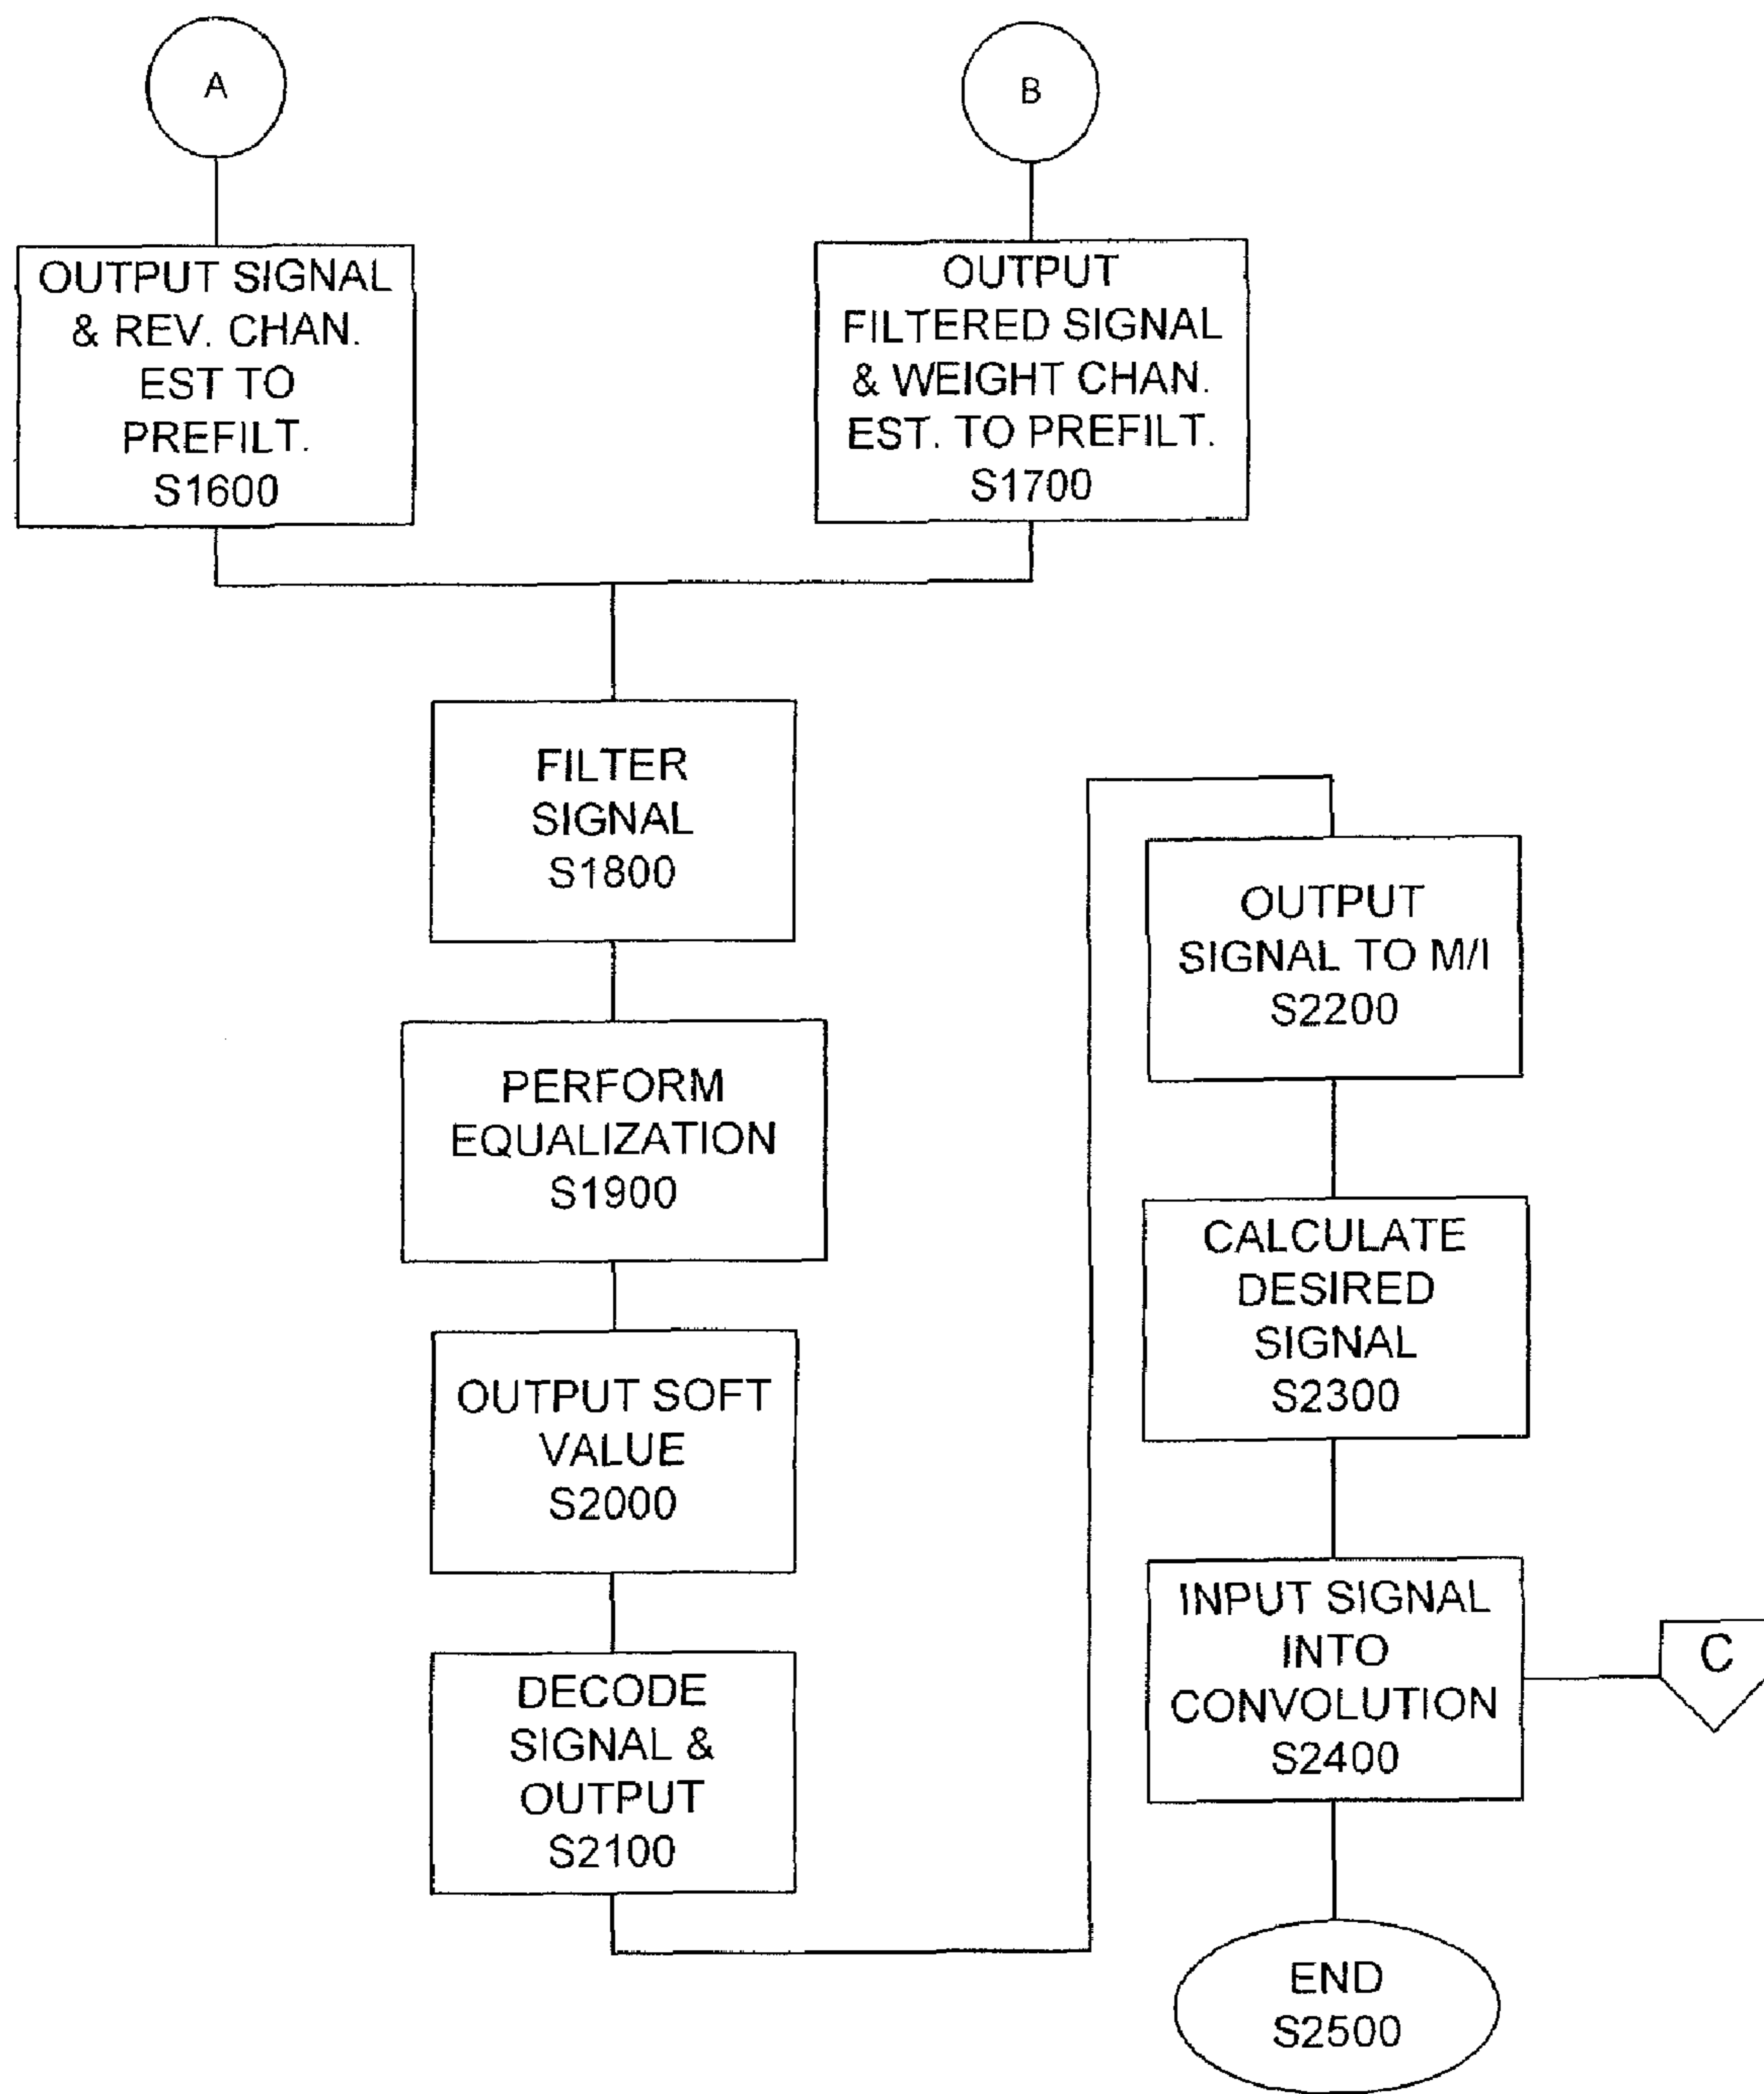 A
B
OUTPUT SIGNAL
& REV. CHAN.
EST TO
PREFILT.
S1600
OUTPUT
FILTERED SIGNAL
& WEIGHT CHAN.
EST. TO PREFILT.
S1700
FILTER
SIGNAL
S1800
PERFORM
EQUALIZATION
S1900
OUTPUT SOFT
VALUE
S2000
DECODE
SIGNAL &
OUTPUT
S2100
OUTPUT
SIGNAL TO M/I
S2200
CALCULATE
DESIRED
SIGNAL
S2300
INPUT SIGNAL
INTO
CONVOLUTION
S2400
C
END
S2500